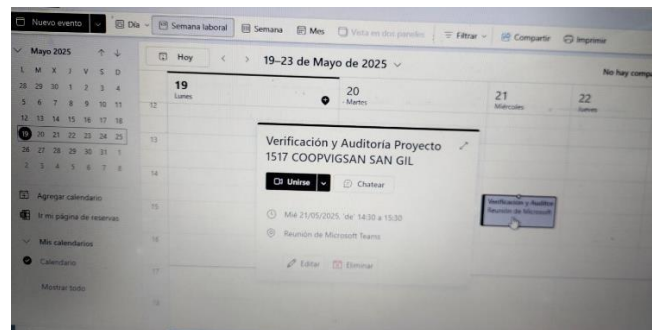 Nuevo evento
Día
Semana laboral
Semana
Mes
Vista en dos paneles
Filtrar
Compartir
Imprimir
Mayo 2025
L M X J V S D
28 29 30 1 2 3 4
5 6 7 8 9 10 11
12 13 14 15 16 17 18
19 20 21 22 23 24 25
26 27 28 29 30 31 1
2 3 4 5 6 7 8
Agregar calendario
Ir mi página de reservas
Mis calendarios
Calendario
Mostrar todo
Hoy
19–23 de Mayo de 2025
No hay compa
19
Lunes
20
Martes
21
Miércoles
22
Jueves
12
13
14
15
16
17
18
Verificación y Auditoría Proyecto
1517 COOPVIGSAN SAN GIL
Unirse
Chatear
Mié 21/05/2025, 'de' 14:30 a 15:30
Reunión de Microsoft Teams
Editar
Eliminar
Verificación y Auditor
Reunión de Microsoft